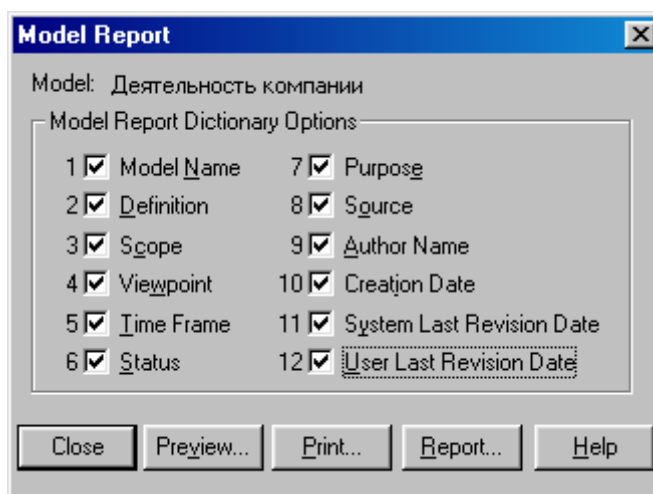 Model Report
Model: Деятельность компании
Model Report Dictionary Options
1 Model Name
2 Definition
3 Scope
4 Viewpoint
5 Time Frame
6 Status
7 Purpose
8 Source
9 Author Name
10 Creation Date
11 System Last Revision Date
12 User Last Revision Date
Close Preview... Print... Report... Help